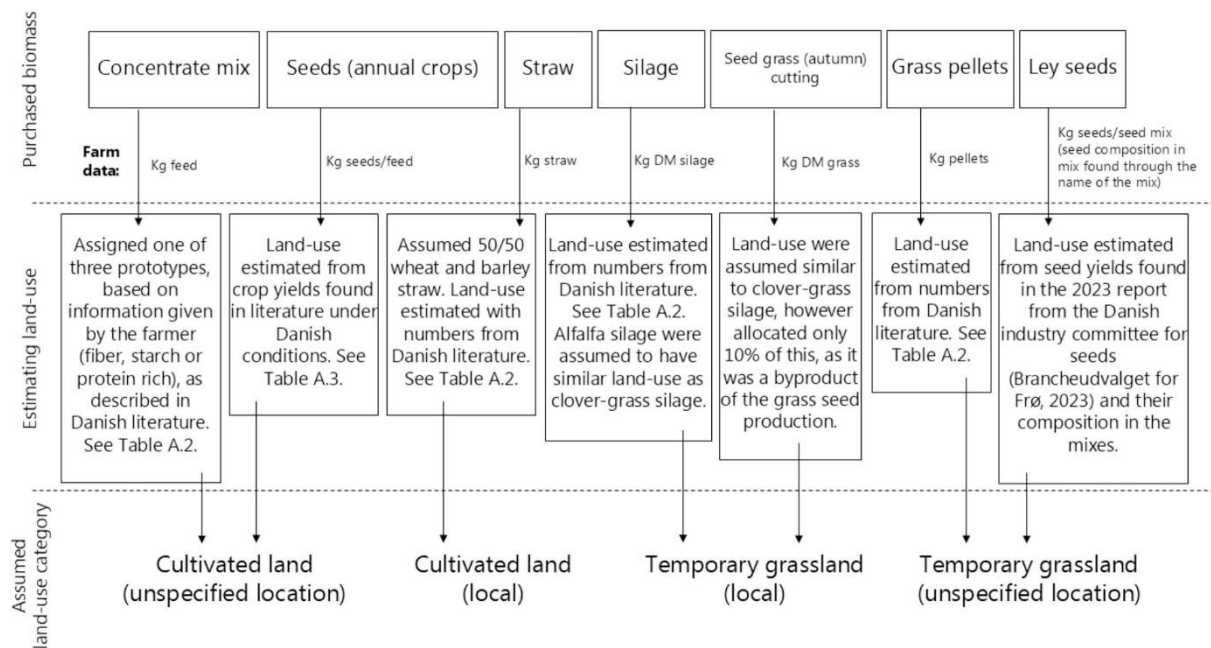 Purchased biomass
Concentrate mix
Seeds (annual crops)
Straw
Silage
Seed grass (autumn)
cutting
Grass pellets
Ley seeds
Farm
data:
Kg feed
Kg seeds/feed
Kg straw
Kg DM silage
Kg DM grass
Kg pellets
Kg seeds/seed mix
(seed composition in
mix found through the
name of the mix)
Estimating land-use
Assigned one of
three prototypes,
based on
information given
by the farmer
(fiber, starch or
protein rich), as
described in
Danish literature.
See Table A.2.
Land-use
estimated from
crop yields found
in literature under
Danish
conditions. See
Table A.3.
Assumed 50/50
wheat and barley
straw. Land-use
estimated with
numbers from
Danish literature.
See Table A.2.
Land-use estimated
from numbers from
Danish literature.
See Table A.2.
Alfalfa silage were
assumed to have
similar land-use as
clover-grass silage.
Land-use were
assumed similar
to clover-grass
silage, however
allocated only
10% of this, as it
was a byproduct
of the grass seed
production.
Land-use
estimated
from numbers
from Danish
literature. See
Table A.2.
Land-use estimated
from seed yields found
in the 2023 report
from the Danish
industry committee for
seeds
(Brancheudvalget for
Frø, 2023) and their
composition in the
mixes.
Assumed
land-use category
Cultivated land
(unspecified location)
Cultivated land
(local)
Temporary grassland
(local)
Temporary grassland
(unspecified location)